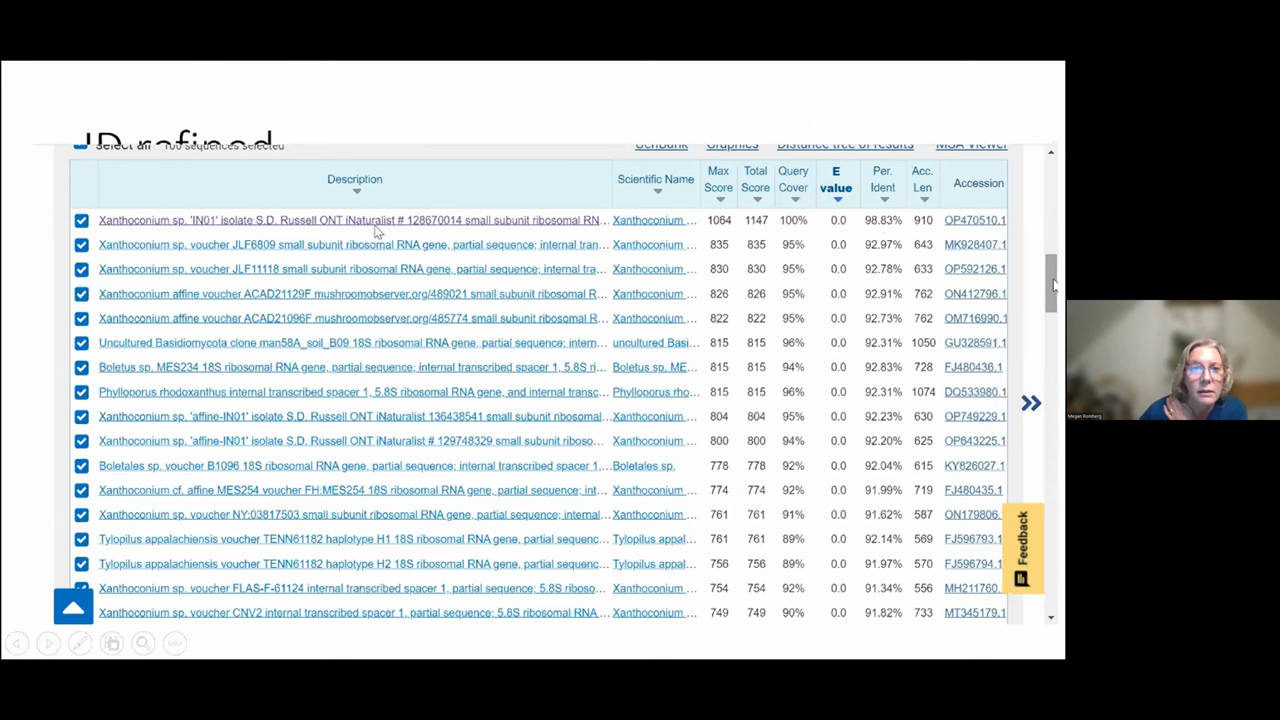 ID refined
Select all 100 sequences selected GenBank Graphics Distance tree of results MSA Viewer
Description Scientific Name Max Score Total Score Query Cover E value Per. Ident Acc. Len Accession
Xanthoconium sp. 'IN01' isolate S.D. Russell ONT iNaturalist # 128670014 small subunit ribosomal RN... Xanthoconium ... 1064 1147 100% 0.0 98.83% 910 OP470510.1
Xanthoconium sp. voucher JLF6809 small subunit ribosomal RNA gene, partial sequence; internal tran... Xanthoconium ... 835 835 95% 0.0 92.97% 643 MK928407.1
Xanthoconium sp. voucher JLF11118 small subunit ribosomal RNA gene, partial sequence; internal tra... Xanthoconium ... 830 830 95% 0.0 92.78% 633 OP592126.1
Xanthoconium affine voucher ACAD21129F mushroomobserver.org/489021 small subunit ribosomal R... Xanthoconium ... 826 826 95% 0.0 92.91% 762 ON412796.1
Xanthoconium affine voucher ACAD21096F mushroomobserver.org/485774 small subunit ribosomal R... Xanthoconium ... 822 822 95% 0.0 92.73% 762 OM716990.1
Uncultured Basidiomycota clone man58A_soil_B09 18S ribosomal RNA gene, partial sequence; intern... uncultured Basi... 815 815 96% 0.0 92.31% 1050 GU328591.1
Boletus sp. MES234 18S ribosomal RNA gene, partial sequence; internal transcribed spacer 1, 5.8S ri... Boletus sp. ME... 815 815 94% 0.0 92.83% 728 FJ480436.1
Phylloporus rhodoxanthus internal transcribed spacer 1, 5.8S ribosomal RNA gene, and internal transc... Phylloporus rho... 815 815 96% 0.0 92.31% 1074 DQ533980.1
Xanthoconium sp. 'affine-IN01' isolate S.D. Russell ONT iNaturalist 136438541 small subunit ribosomal... Xanthoconium ... 804 804 95% 0.0 92.23% 630 OP749229.1
Xanthoconium sp. 'affine-IN01' isolate S.D. Russell ONT iNaturalist # 129748329 small subunit riboso... Xanthoconium ... 800 800 94% 0.0 92.20% 625 OP643225.1
Boletales sp. voucher B1096 18S ribosomal RNA gene, partial sequence; internal transcribed spacer 1,... Boletales sp. 778 778 92% 0.0 92.04% 615 KY826027.1
Xanthoconium cf. affine MES254 voucher FH:MES254 18S ribosomal RNA gene, partial sequence; int... Xanthoconium ... 774 774 92% 0.0 91.99% 719 FJ480435.1
Xanthoconium sp. voucher NY:03817503 small subunit ribosomal RNA gene, partial sequence; internal... Xanthoconium ... 761 761 91% 0.0 91.62% 587 ON179806.
Tylopilus appalachiensis voucher TENN61182 haplotype H1 18S ribosomal RNA gene, partial sequenc... Tylopilus appal... 761 761 89% 0.0 92.14% 569 FJ596793.1
Tylopilus appalachiensis voucher TENN61182 haplotype H2 18S ribosomal RNA gene, partial sequenc... Tylopilus appal... 756 756 89% 0.0 91.97% 570 FJ596794.1
Xanthoconium sp. voucher FLAS-F-61124 internal transcribed spacer 1, partial sequence; 5.8S riboso... Xanthoconium ... 754 754 92% 0.0 91.34% 556 MH211760.
Xanthoconium sp. voucher CNV2 internal transcribed spacer 1, partial sequence; 5.8S ribosomal RNA ... Xanthoconium ... 749 749 90% 0.0 91.82% 733 MT345179.1
Feedback
Megan Romberg